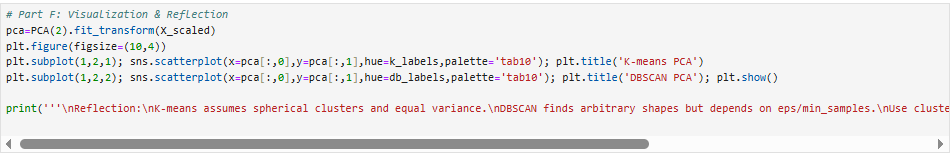 # Part F: Visualization & Reflection
pca=PCA(2).fit_transform(X_scaled)
plt.figure(figsize=(10,4))
plt.subplot(1,2,1); sns.scatterplot(x=pca[:,0],y=pca[:,1],hue=k_labels,palette='tab10'); plt.title('K-means PCA')
plt.subplot(1,2,2); sns.scatterplot(x=pca[:,0],y=pca[:,1],hue=db_labels,palette='tab10'); plt.title('DBSCAN PCA'); plt.show()
print('''\nReflection:\nK-means assumes spherical clusters and equal variance.\nDBSCAN finds arbitrary shapes but depends on eps/min_samples.\nUse cluste